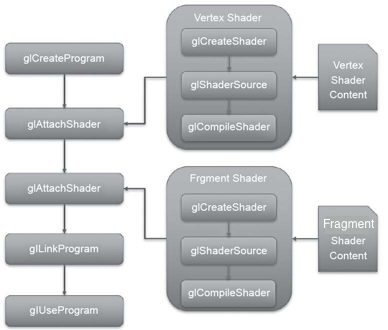 Vertex Shader
glCreateShader
glShaderSource
glCompileShader
Vertex
Shader
Content
glCreateProgram
glAttachShader
glAttachShader
glLinkProgram
glUseProgram
Frgment Shader
glCreateShader
glShaderSource
glCompileShader
Fragment
Shader
Content